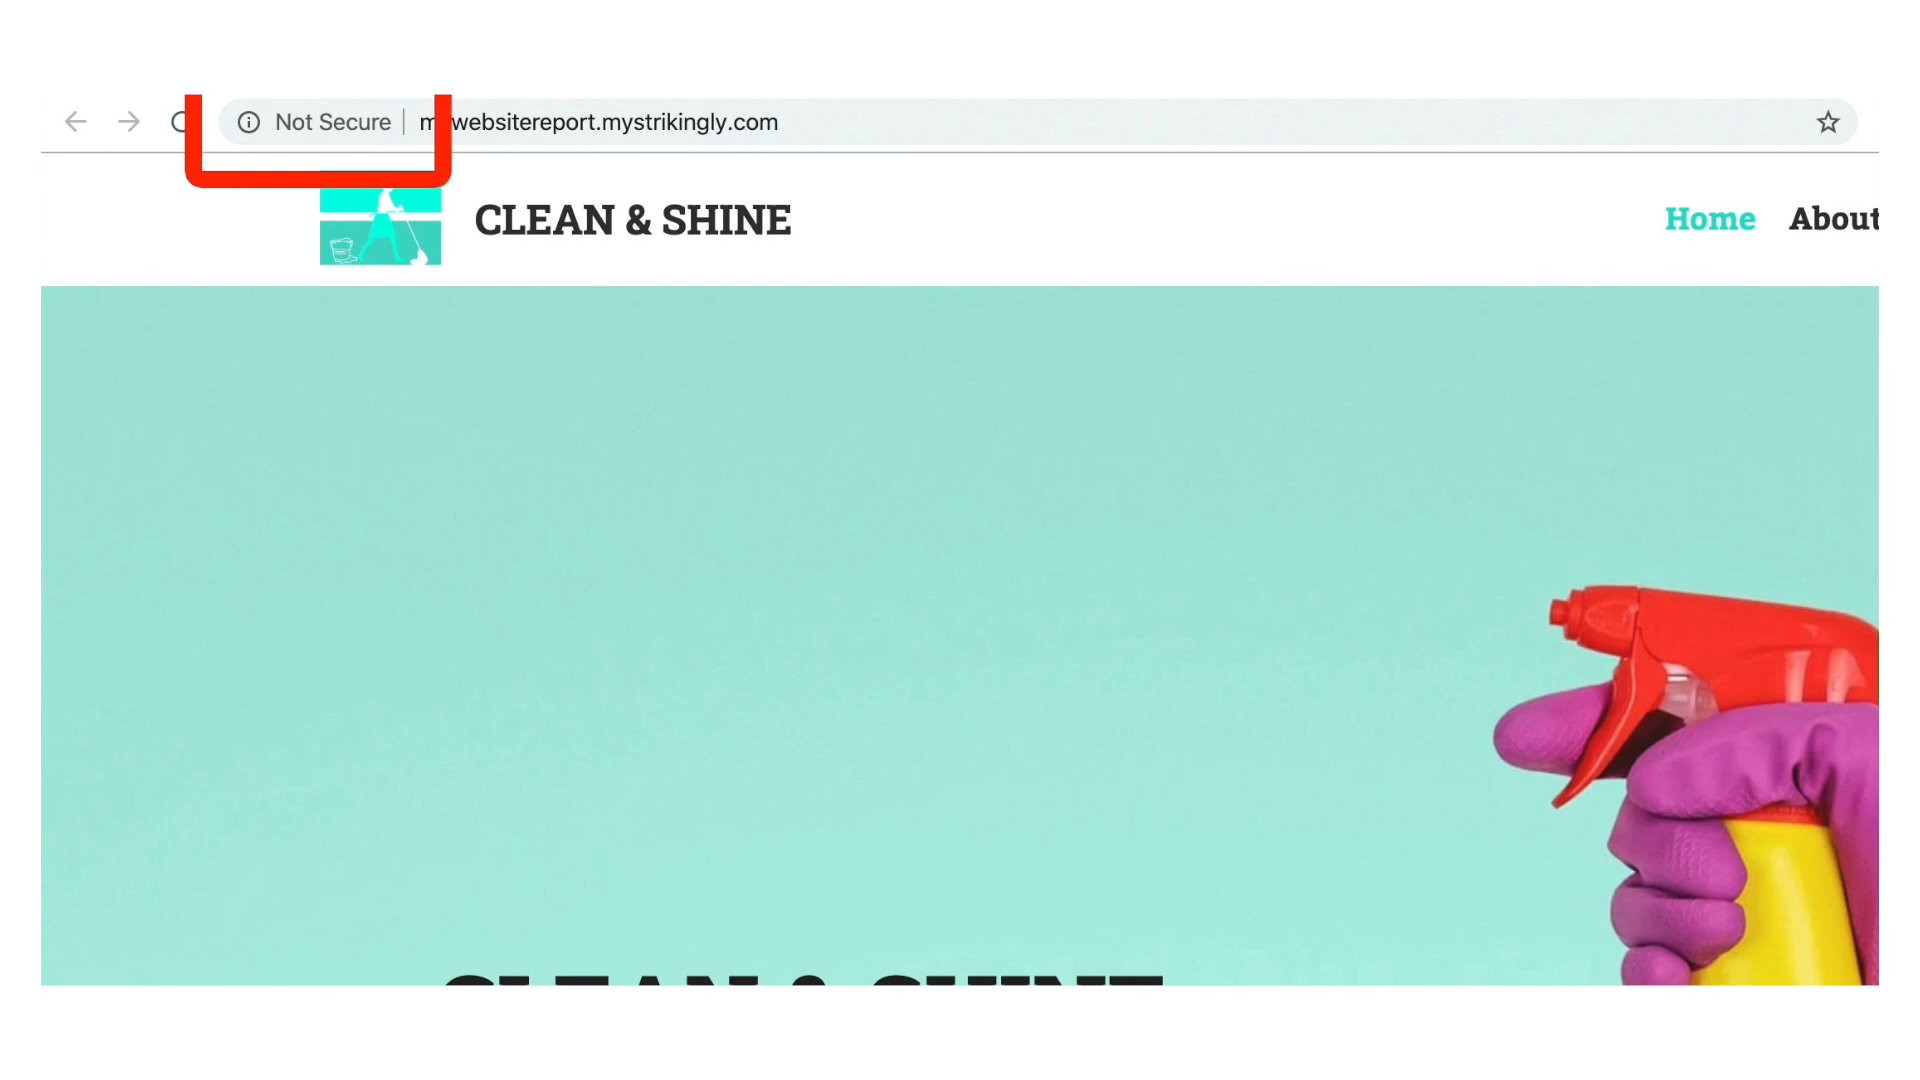 Not Secure
websitereport.mystrikingly.com
CLEAN & SHINE
Home About
CLEAN & SHINE